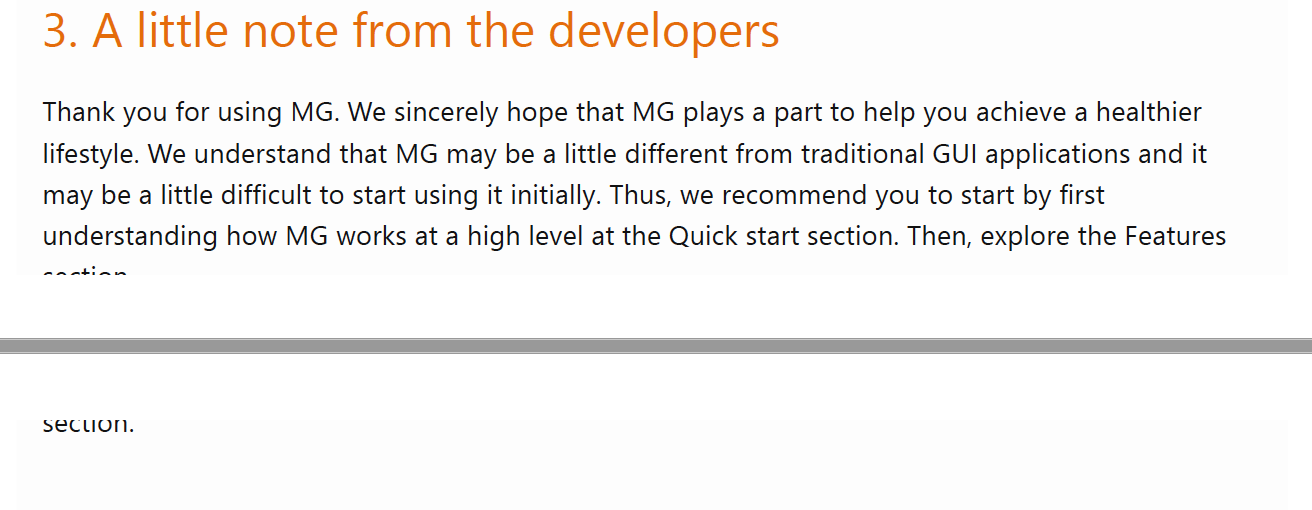 3. A little note from the developers
Thank you for using MG. We sincerely hope that MG plays a part to help you achieve a healthier
lifestyle. We understand that MG may be a little different from traditional GUI applications and it
may be a little difficult to start using it initially. Thus, we recommend you to start by first
understanding how MG works at a high level at the Quick start section. Then, explore the Features
section.
section.